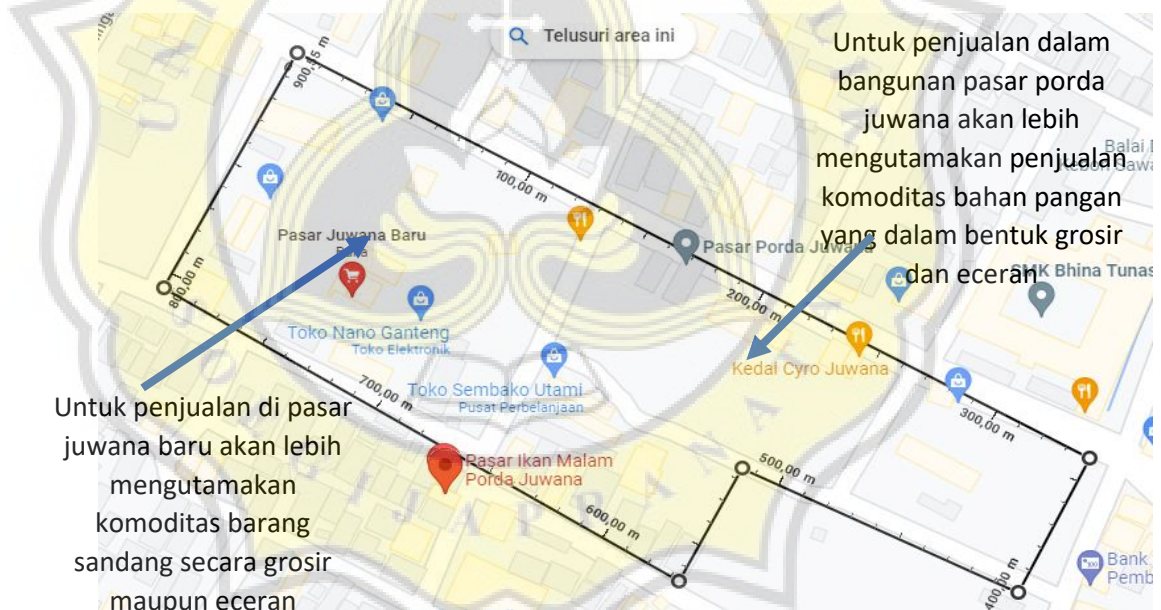 Telusuri area ini
Untuk penjualan dalam
bangunan pasar porda
juwana akan lebih
mengutamakan penjualan
komoditas bahan pangan
yang dalam bentuk grosir
dan eceran
900,55 m
100,00 m
Balai
Pasar Juwana Baru
Pasar Porda Juwana
SMK Bhina Tunas
800,00 m
200,00 m
Toko Nano Ganteng
Toko Elektronik
Kedai Cyro Juwana
Toko Sembako Utami
Pusat Perbelanjaan
700,00 m
300,00 m
Untuk penjualan di pasar
juwana baru akan lebih
mengutamakan
komoditas barang
sandang secara grosir
maupun eceran
Pasar Ikan Malam
Porda Juwana
500,00 m
600,00 m
400,00 m
Bank
Pemb